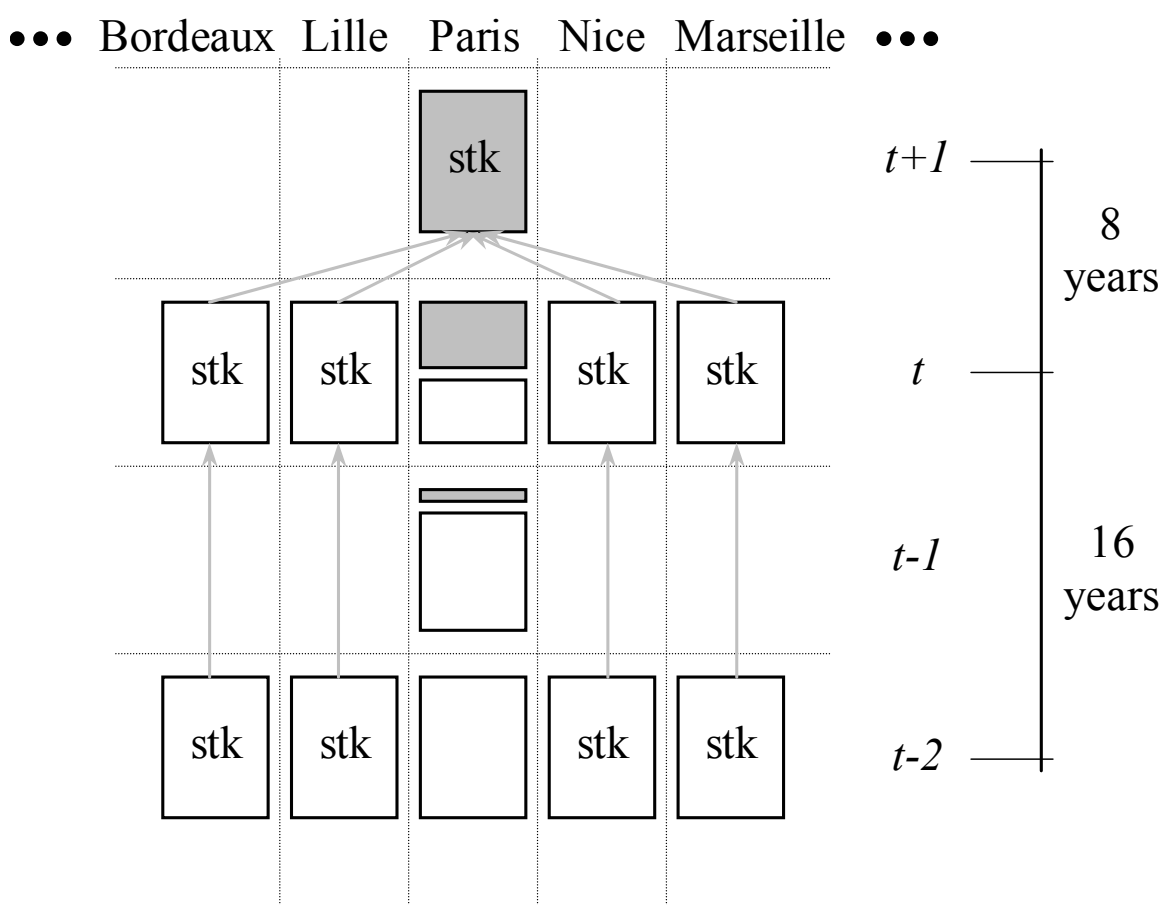 ••• Bordeaux Lille Paris Nice Marseille •••
stk
t+1
8
years
stk stk stk stk
t
t-1
16
years
stk stk stk stk
t-2